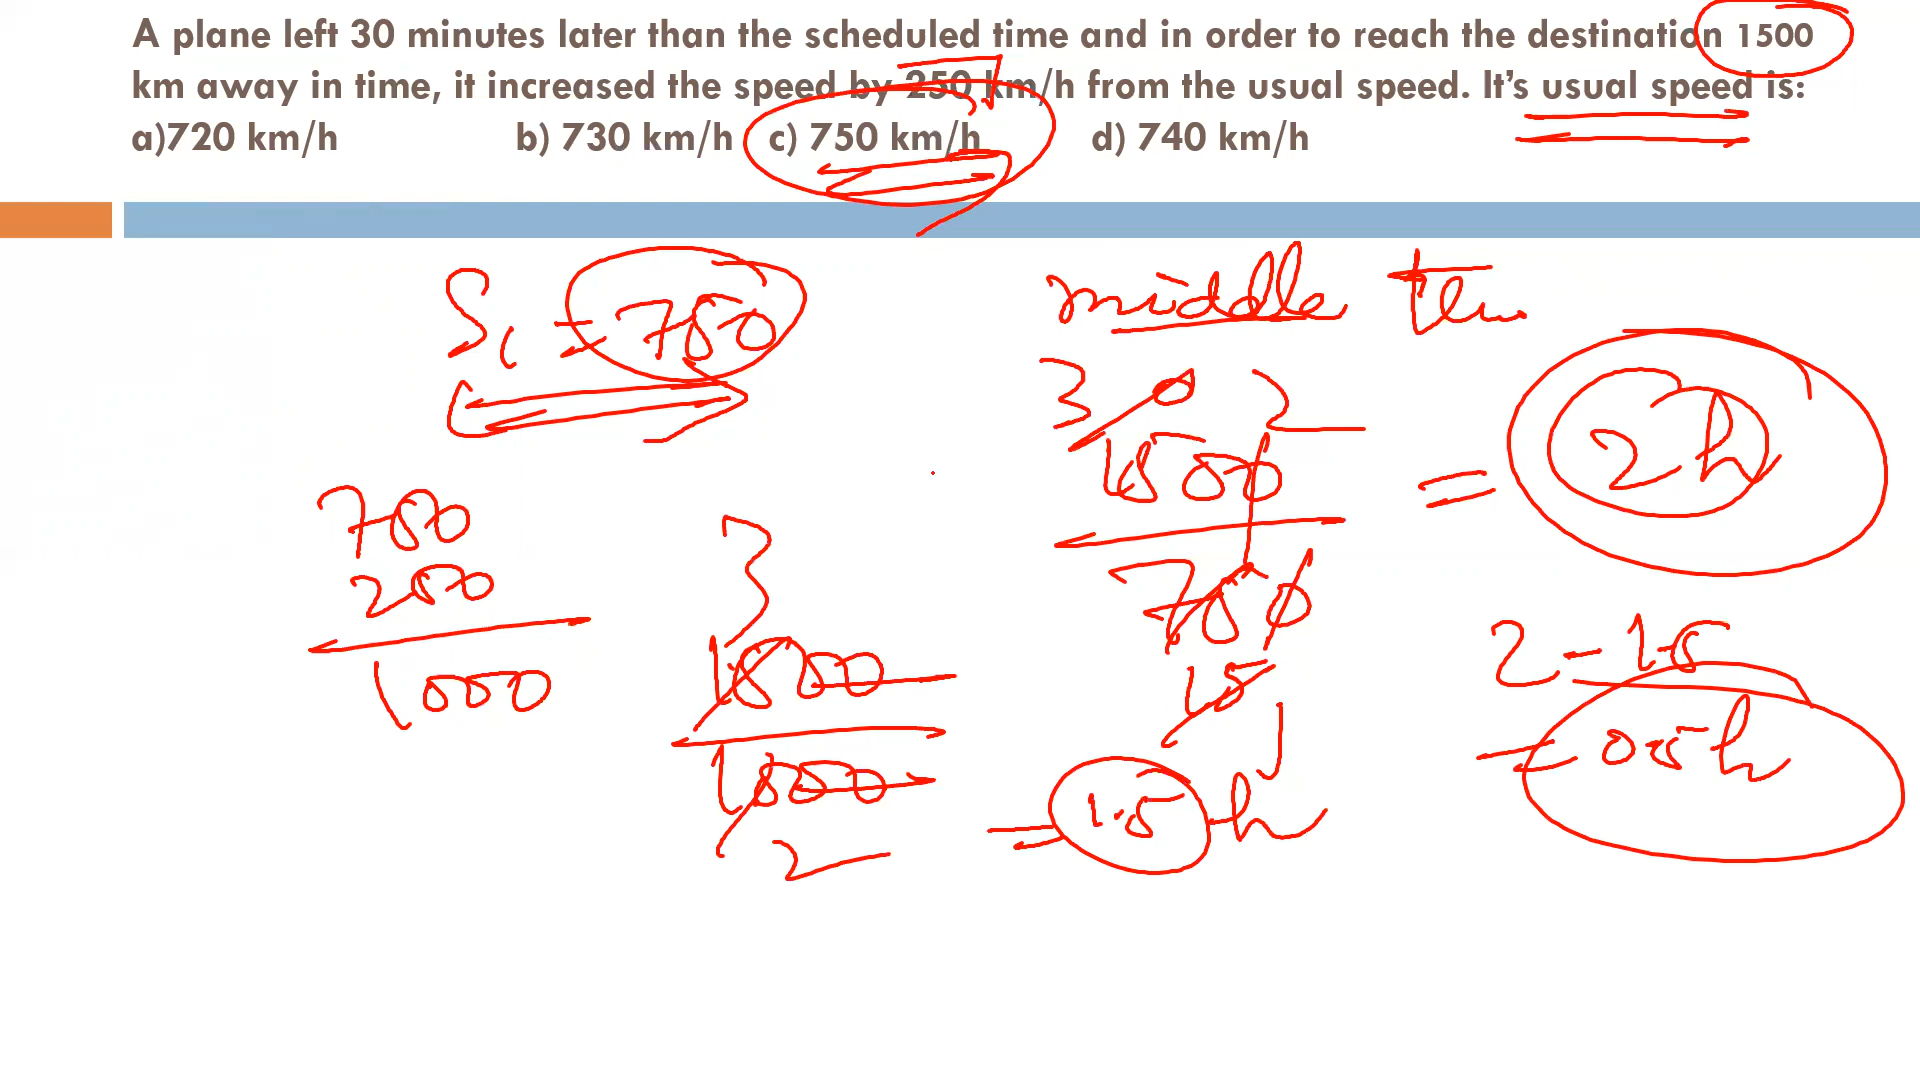 A plane left 30 minutes later than the scheduled time and in order to reach the destination 1500
km away in time, it increased the speed by 250 km/h from the usual speed. It's usual speed is:
a)720 km/h b) 730 km/h c) 750 km/h d) 740 km/h
S₁ = 750
middle
30 2
1500
750
15
= 2h
750
250
1000
3
1500
1000
2
= 1.5 h
2 - 1.5
= 0.5 h